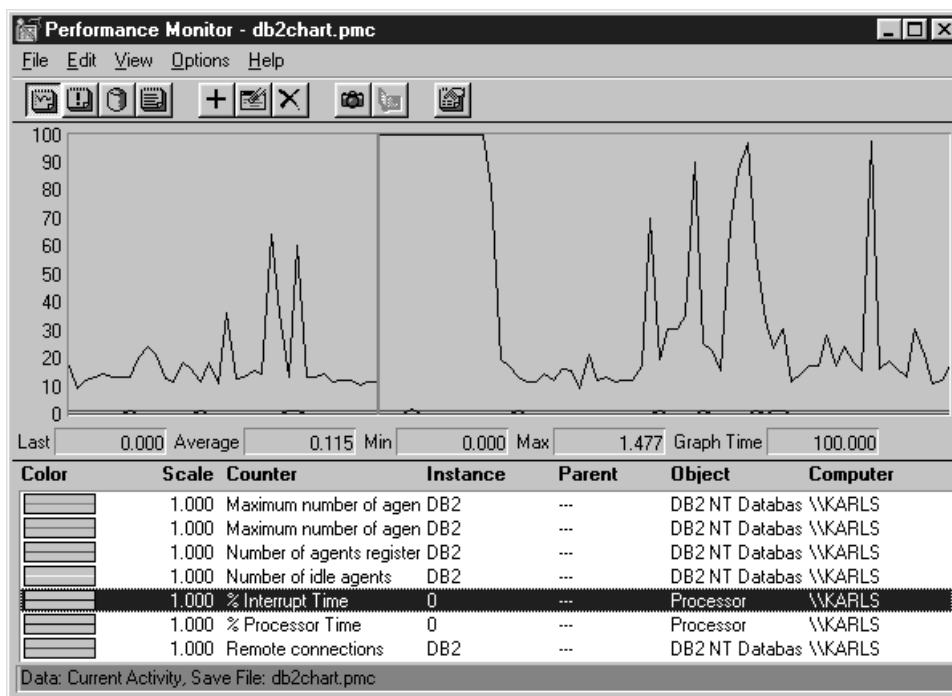 Performance Monitor - db2chart.pmc
File Edit View Options Help
100
90
80
70
60
50
40
30
20
10
0
Last 0.000 Average 0.115 Min 0.000 Max 1.477 Graph Time 100.000
Color Scale Counter Instance Parent Object Computer
1.000 Maximum number of agen DB2 --- DB2 NT Databas \\KARLS
1.000 Maximum number of agen DB2 --- DB2 NT Databas \\KARLS
1.000 Number of agents register DB2 --- DB2 NT Databas \\KARLS
1.000 Number of idle agents DB2 --- DB2 NT Databas \\KARLS
1.000 % Interrupt Time 0 --- Processor \\KARLS
1.000 % Processor Time 0 --- Processor \\KARLS
1.000 Remote connections DB2 --- DB2 NT Databas \\KARLS
Data: Current Activity, Save File: db2chart.pmc